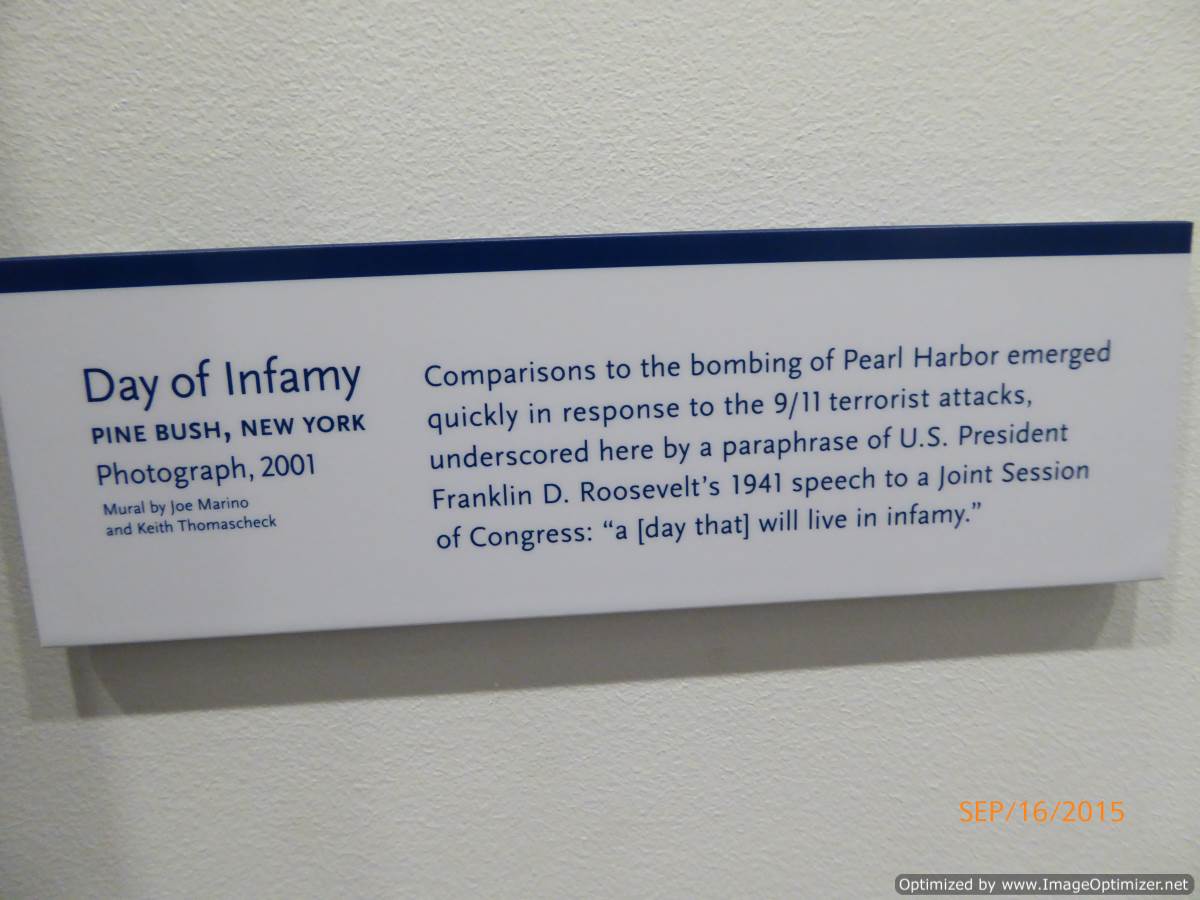 Day of Infamy
PINE BUSH, NEW YORK
Photograph, 2001
Mural by Joe Marino
and Keith Thomascheck
Comparisons to the bombing of Pearl Harbor emerged
quickly in response to the 9/11 terrorist attacks,
underscored here by a paraphrase of U.S. President
Franklin D. Roosevelt’s 1941 speech to a Joint Session
of Congress: “a [day that] will live in infamy.”
SEP/16/2015
Optimized by www.ImageOptimizer.net